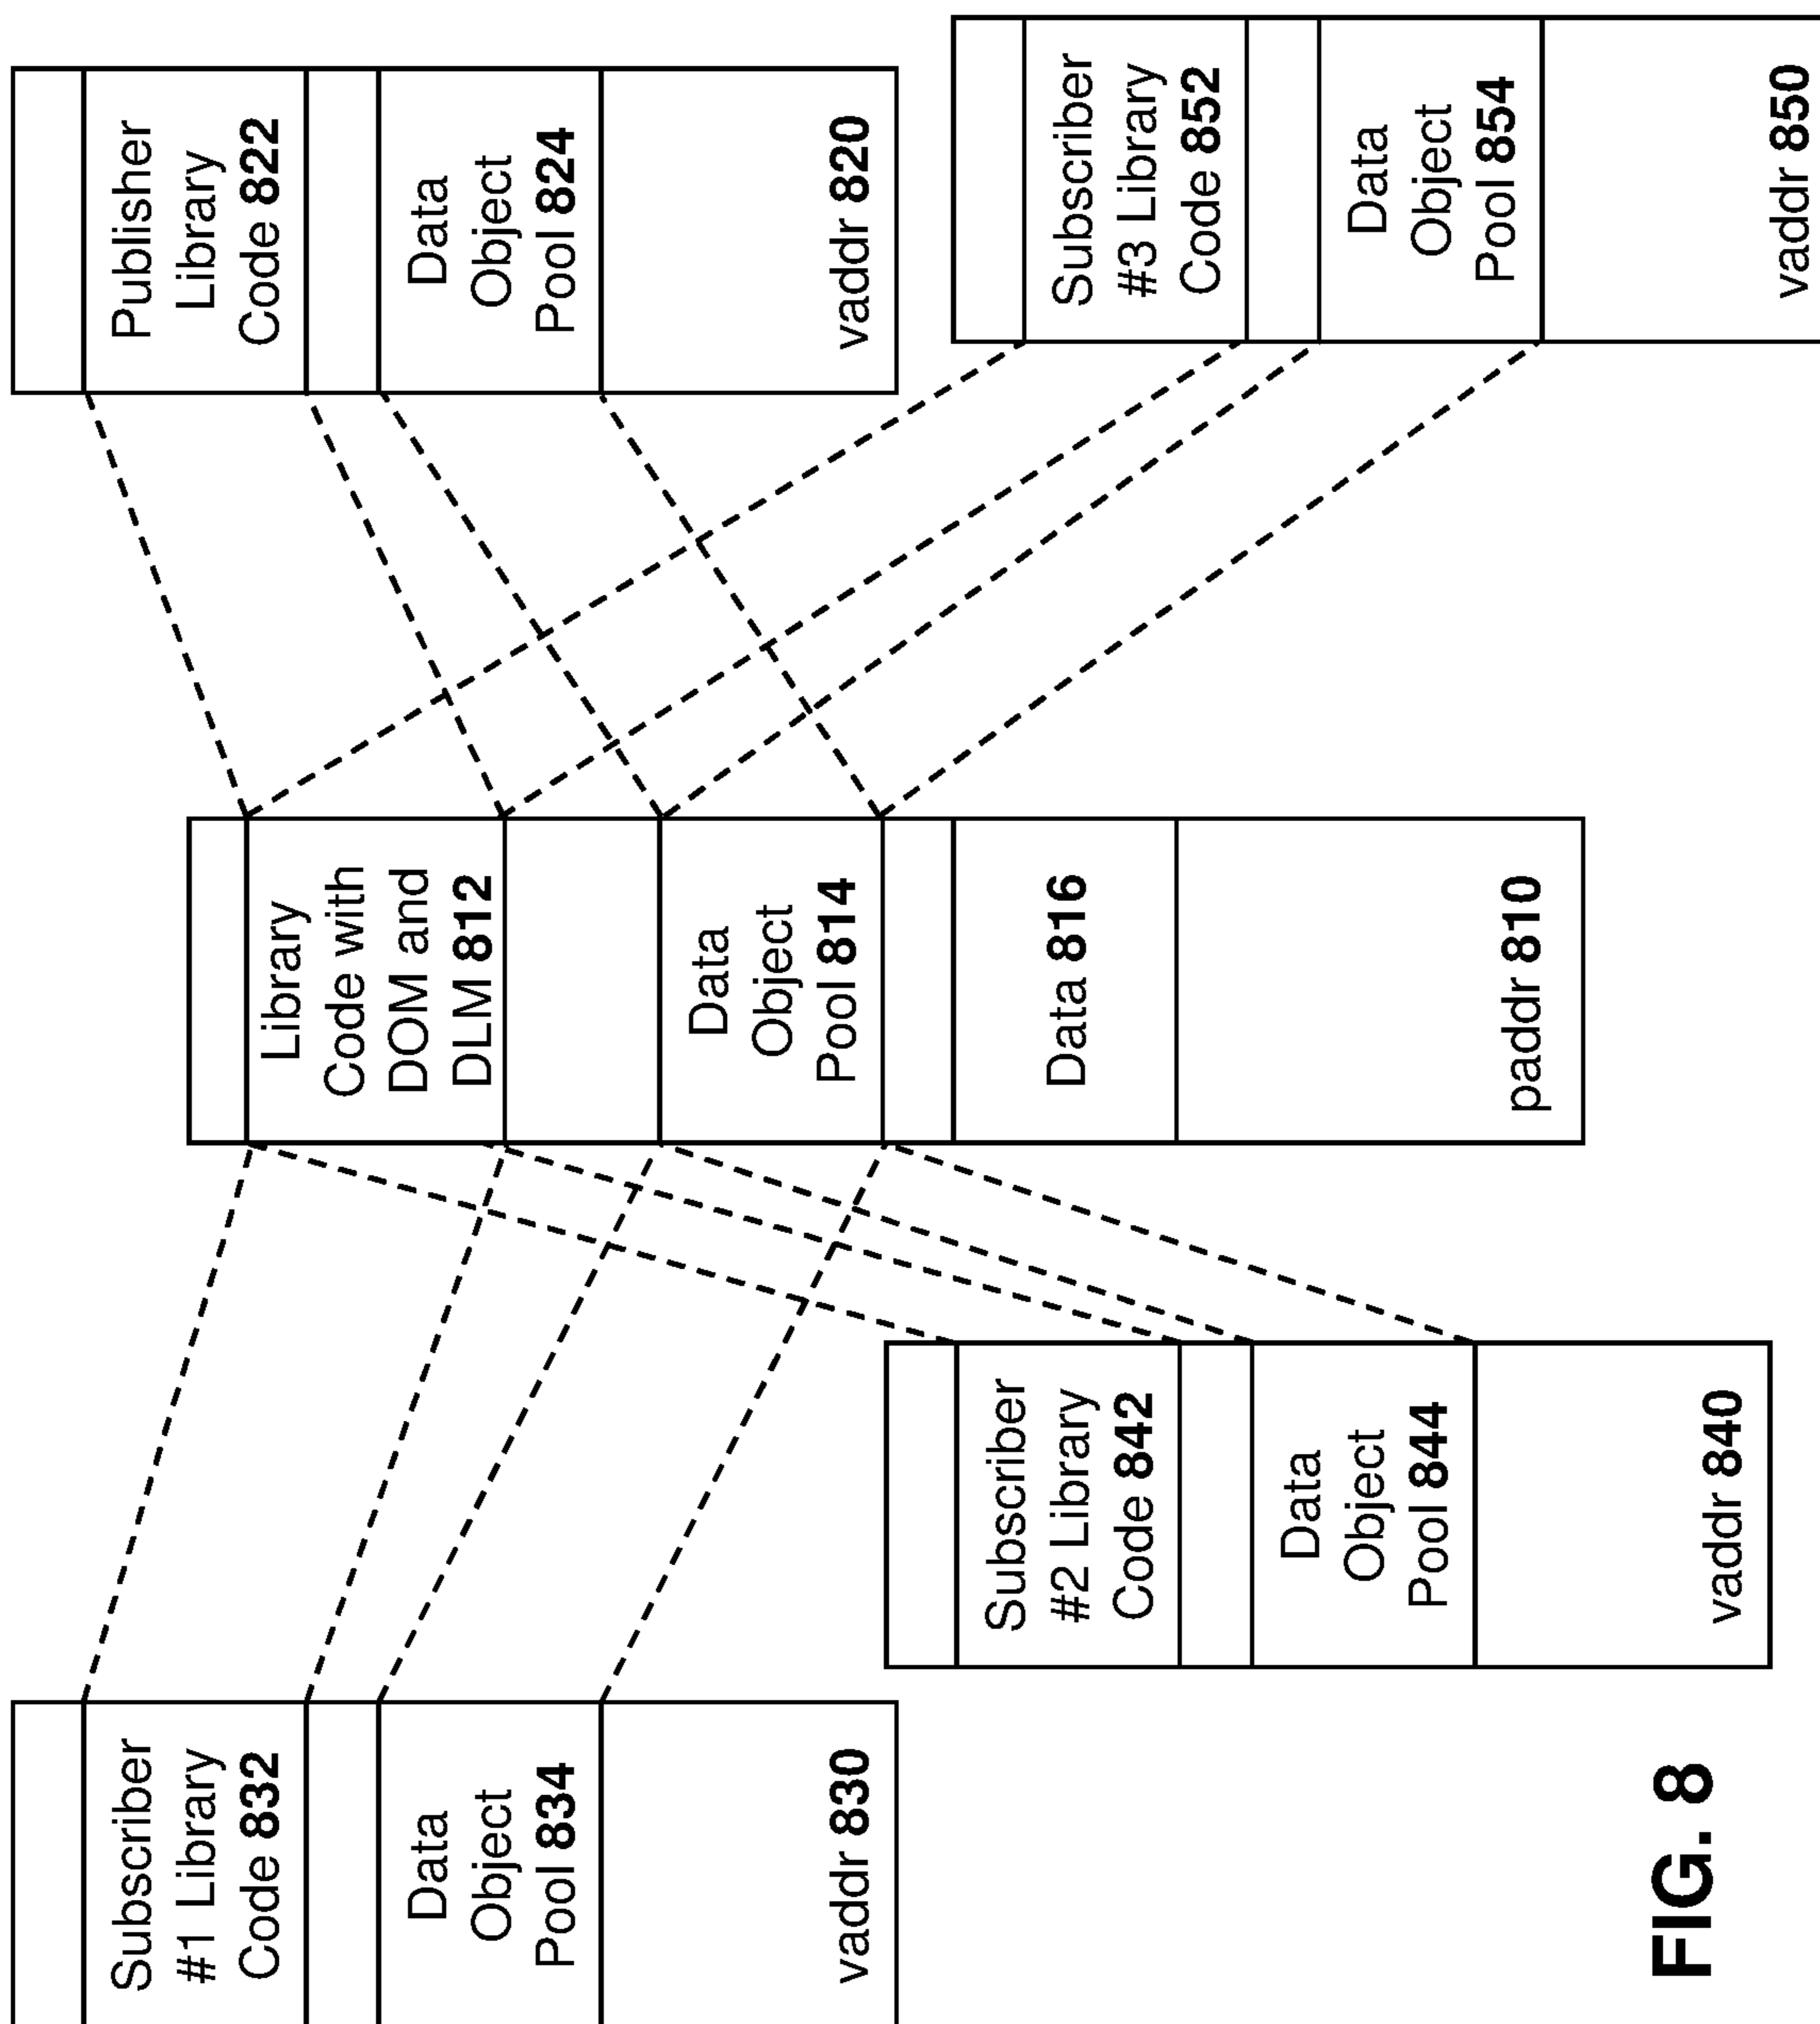 Subscriber
#1 Library
Code 832
Data
Object
Pool 834
vaddr 830
Subscriber
#2 Library
Code 842
Data
Object
Pool 844
vaddr 840
Library
Code with
DOM and
DLM 812
Data
Object
Pool 814
Data 816
paddr 810
Publisher
Library
Code 822
Data
Object
Pool 824
vaddr 820
Subscriber
#3 Library
Code 852
Data
Object
Pool 854
vaddr 850
FIG. 8